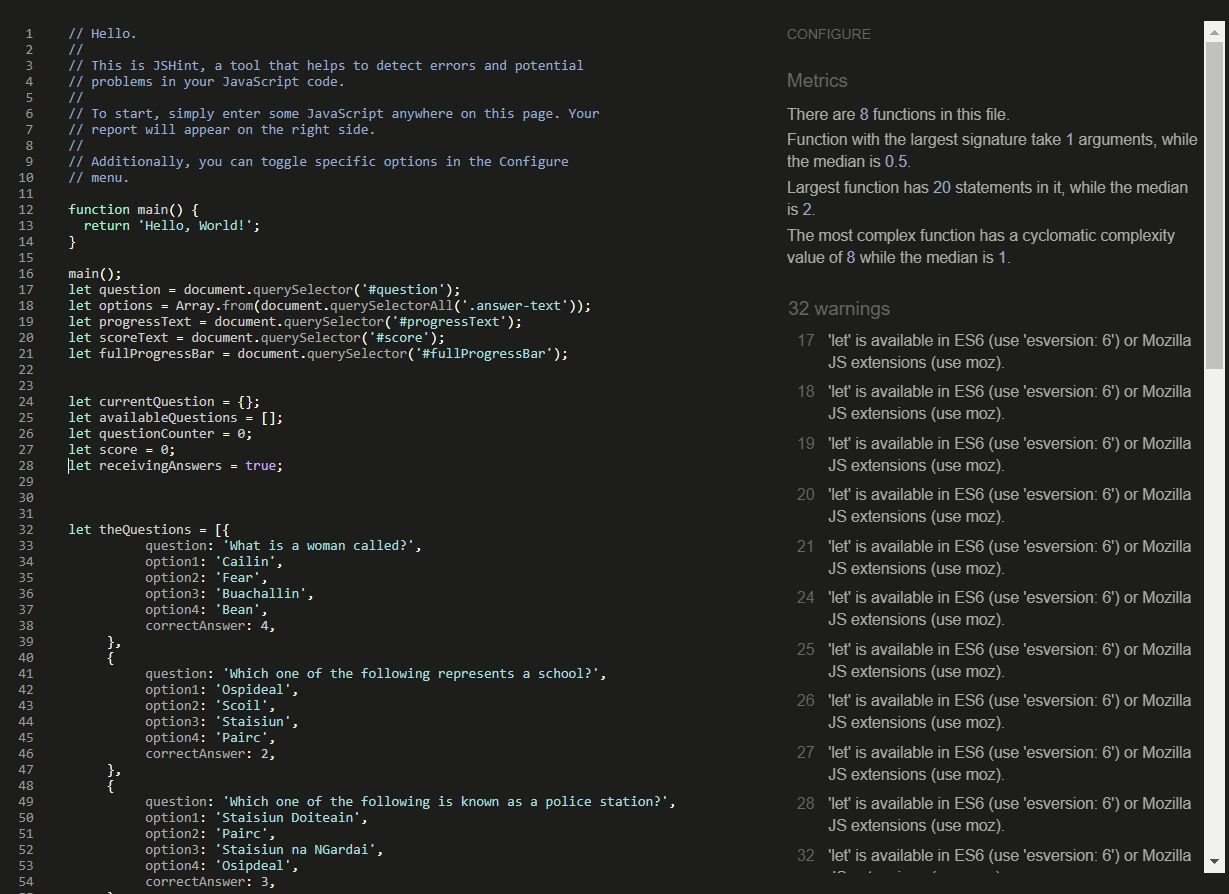 1 // Hello.
2 //
3 // This is JSHint, a tool that helps to detect errors and potential
4 // problems in your JavaScript code.
5 //
6 // To start, simply enter some JavaScript anywhere on this page. Your
7 // report will appear on the right side.
8 //
9 // Additionally, you can toggle specific options in the Configure
10 // menu.
11
12 function main() {
13   return 'Hello, World!';
14 }
15
16 main();
17 let question = document.querySelector('#question');
18 let options = Array.from(document.querySelectorAll('.answer-text'));
19 let progressText = document.querySelector('#progressText');
20 let scoreText = document.querySelector('#score');
21 let fullProgressBar = document.querySelector('#fullProgressBar');
22
23
24 let currentQuestion = {};
25 let availableQuestions = [];
26 let questionCounter = 0;
27 let score = 0;
28 let receivingAnswers = true;
29
30
31
32 let theQuestions = [{
33           question: 'What is a woman called?',
34           option1: 'Cailin',
35           option2: 'Fear',
36           option3: 'Buachallin',
37           option4: 'Bean',
38           correctAnswer: 4,
39      },
40      {
41           question: 'Which one of the following represents a school?',
42           option1: 'Ospideal',
43           option2: 'Scoil',
44           option3: 'Staisiun',
45           option4: 'Pairc',
46           correctAnswer: 2,
47      },
48      {
49           question: 'Which one of the following is known as a police station?',
50           option1: 'Staisiun Doiteain',
51           option2: 'Pairc',
52           option3: 'Staisiun na NGardai',
53           option4: 'Osipdeal',
54           correctAnswer: 3,
CONFIGURE
Metrics
There are 8 functions in this file.
Function with the largest signature take 1 arguments, while
the median is 0.5.
Largest function has 20 statements in it, while the median
is 2.
The most complex function has a cyclomatic complexity
value of 8 while the median is 1.
32 warnings
17 'let' is available in ES6 (use 'esversion: 6') or Mozilla
JS extensions (use moz).
18 'let' is available in ES6 (use 'esversion: 6') or Mozilla
JS extensions (use moz).
19 'let' is available in ES6 (use 'esversion: 6') or Mozilla
JS extensions (use moz).
20 'let' is available in ES6 (use 'esversion: 6') or Mozilla
JS extensions (use moz).
21 'let' is available in ES6 (use 'esversion: 6') or Mozilla
JS extensions (use moz).
24 'let' is available in ES6 (use 'esversion: 6') or Mozilla
JS extensions (use moz).
25 'let' is available in ES6 (use 'esversion: 6') or Mozilla
JS extensions (use moz).
26 'let' is available in ES6 (use 'esversion: 6') or Mozilla
JS extensions (use moz).
27 'let' is available in ES6 (use 'esversion: 6') or Mozilla
JS extensions (use moz).
28 'let' is available in ES6 (use 'esversion: 6') or Mozilla
JS extensions (use moz).
32 'let' is available in ES6 (use 'esversion: 6') or Mozilla